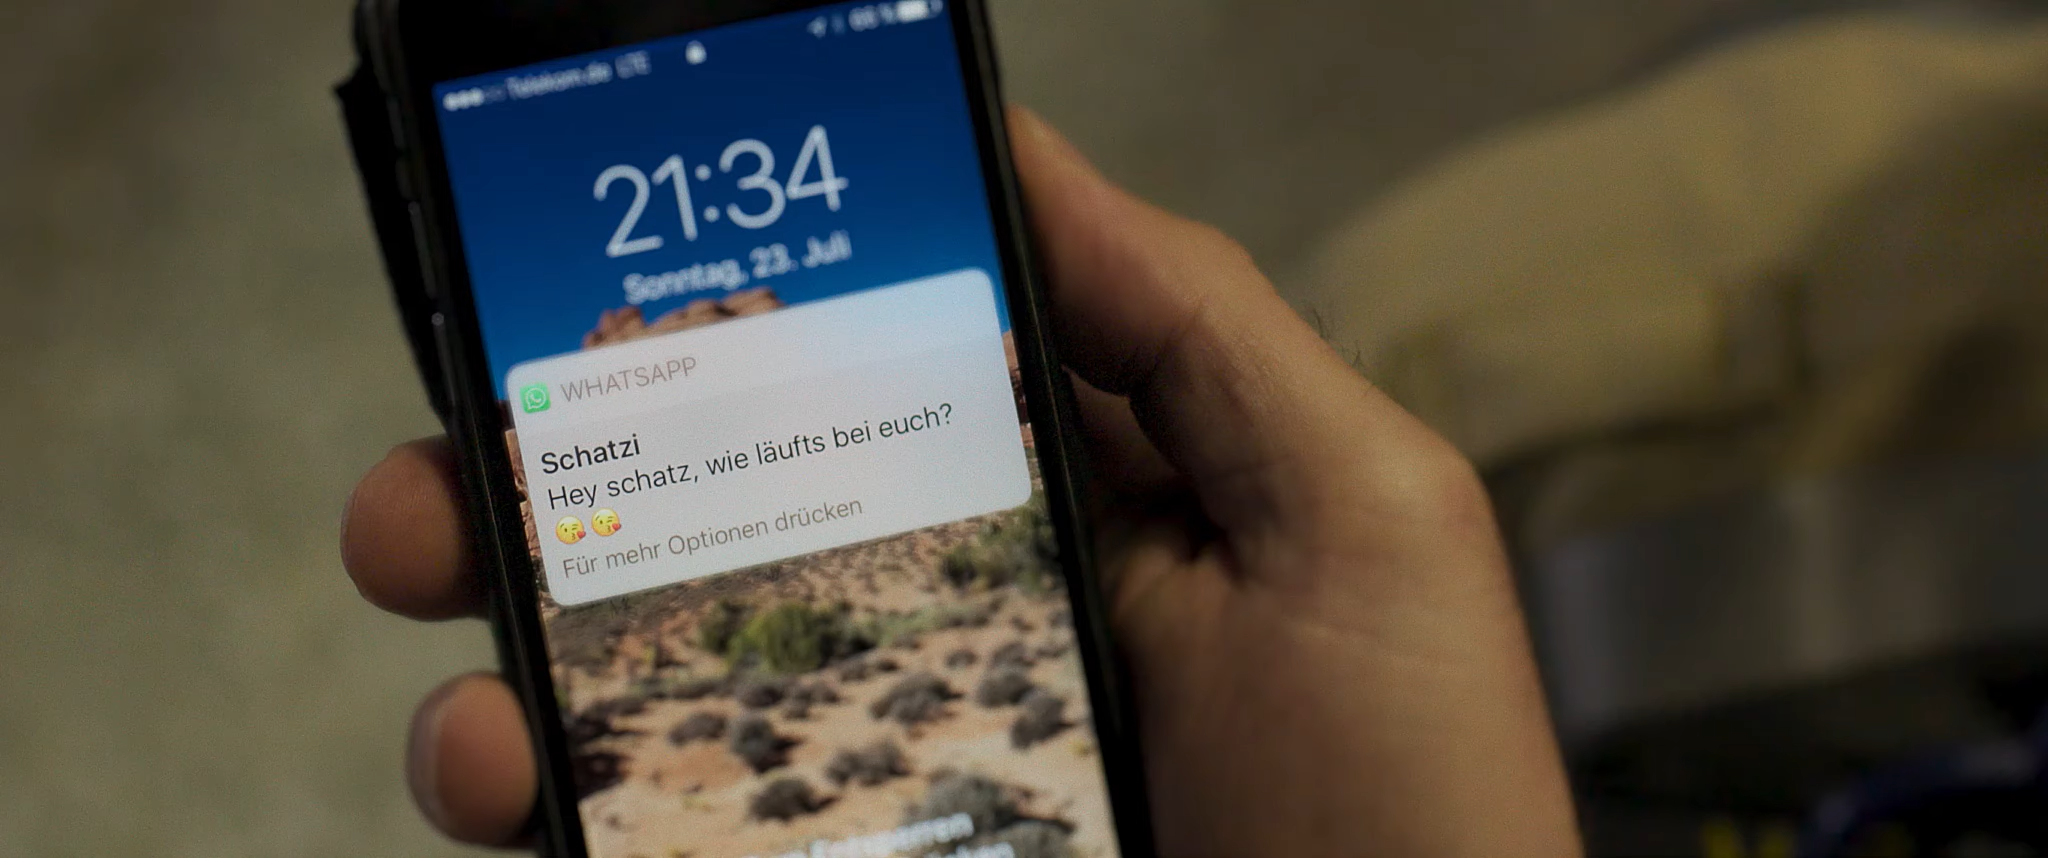 Telekom.de LTE
21:34
Sonntag, 23. Juli
WHATSAPP
Schatzi
Hey schatz, wie läufts bei euch?
😘😘
Für mehr Optionen drücken